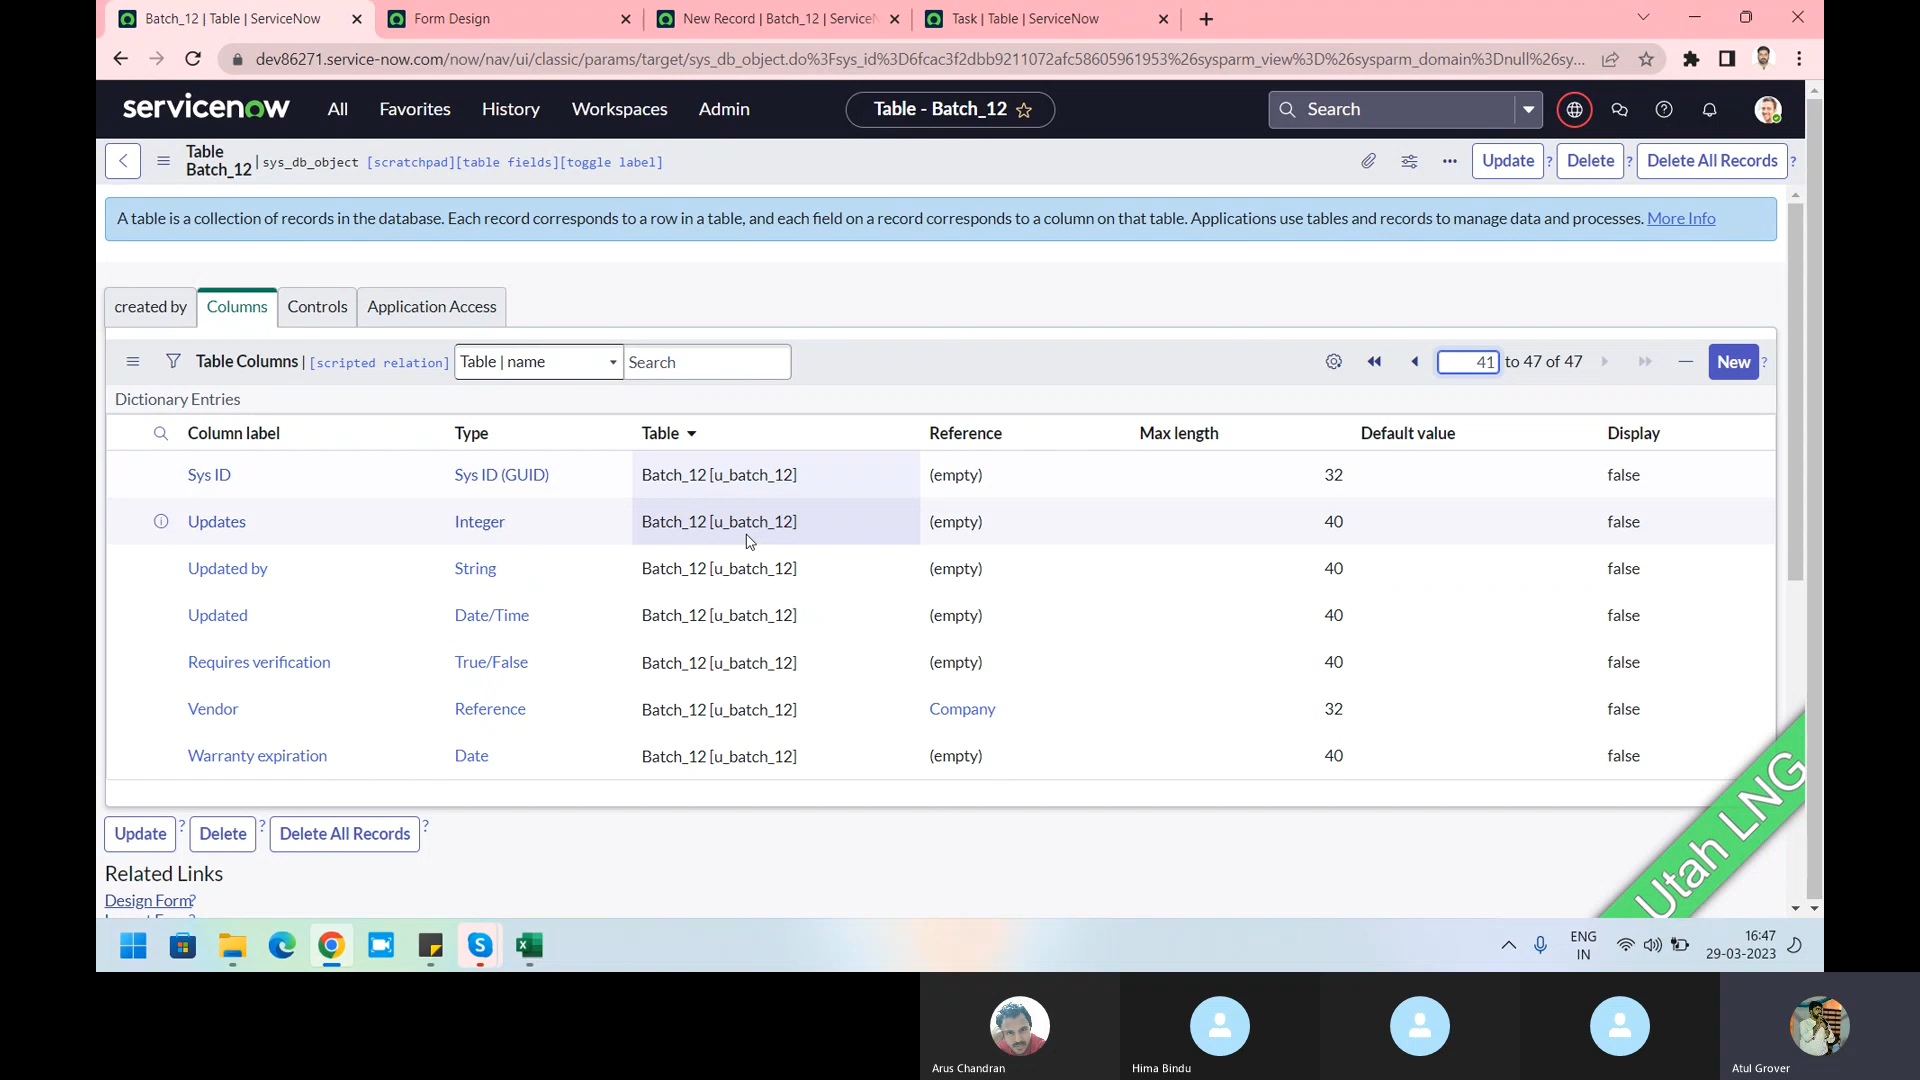 Batch_12 | Table | ServiceNow
Form Design
New Record | Batch_12 | ServiceN
Task | Table | ServiceNow
dev86271.service-now.com/now/nav/ui/classic/params/target/sys_db_object.do%3Fsys_id%3D6fcac3f2dbb9211072afc58605961953%26sysparm_view%3D%26sysparm_domain%3Dnull%26sy...
servicenow
All
Favorites
History
Workspaces
Admin
Table - Batch_12
Search
Table
Batch_12
sys_db_object [scratchpad][table fields][toggle label]
Update ?
Delete ?
Delete All Records ?
A table is a collection of records in the database. Each record corresponds to a row in a table, and each field on a record corresponds to a column on that table. Applications use tables and records to manage data and processes. More Info
created by
Columns
Controls
Application Access
Table Columns | [scripted relation]
Table | name
Search
41 to 47 of 47
New ?
Dictionary Entries
Column label Type Table Reference Max length Default value Display
Sys ID Sys ID (GUID) Batch_12 [u_batch_12] (empty) 32 false
Updates Integer Batch_12 [u_batch_12] (empty) 40 false
Updated by String Batch_12 [u_batch_12] (empty) 40 false
Updated Date/Time Batch_12 [u_batch_12] (empty) 40 false
Requires verification True/False Batch_12 [u_batch_12] (empty) 40 false
Vendor Reference Batch_12 [u_batch_12] Company 32 false
Warranty expiration Date Batch_12 [u_batch_12] (empty) 40 false
Utah LNG
Update ?
Delete ?
Delete All Records ?
Related Links
Design Form?
ENG
IN
16:47
29-03-2023
Arus Chandran
Hima Bindu
Atul Grover